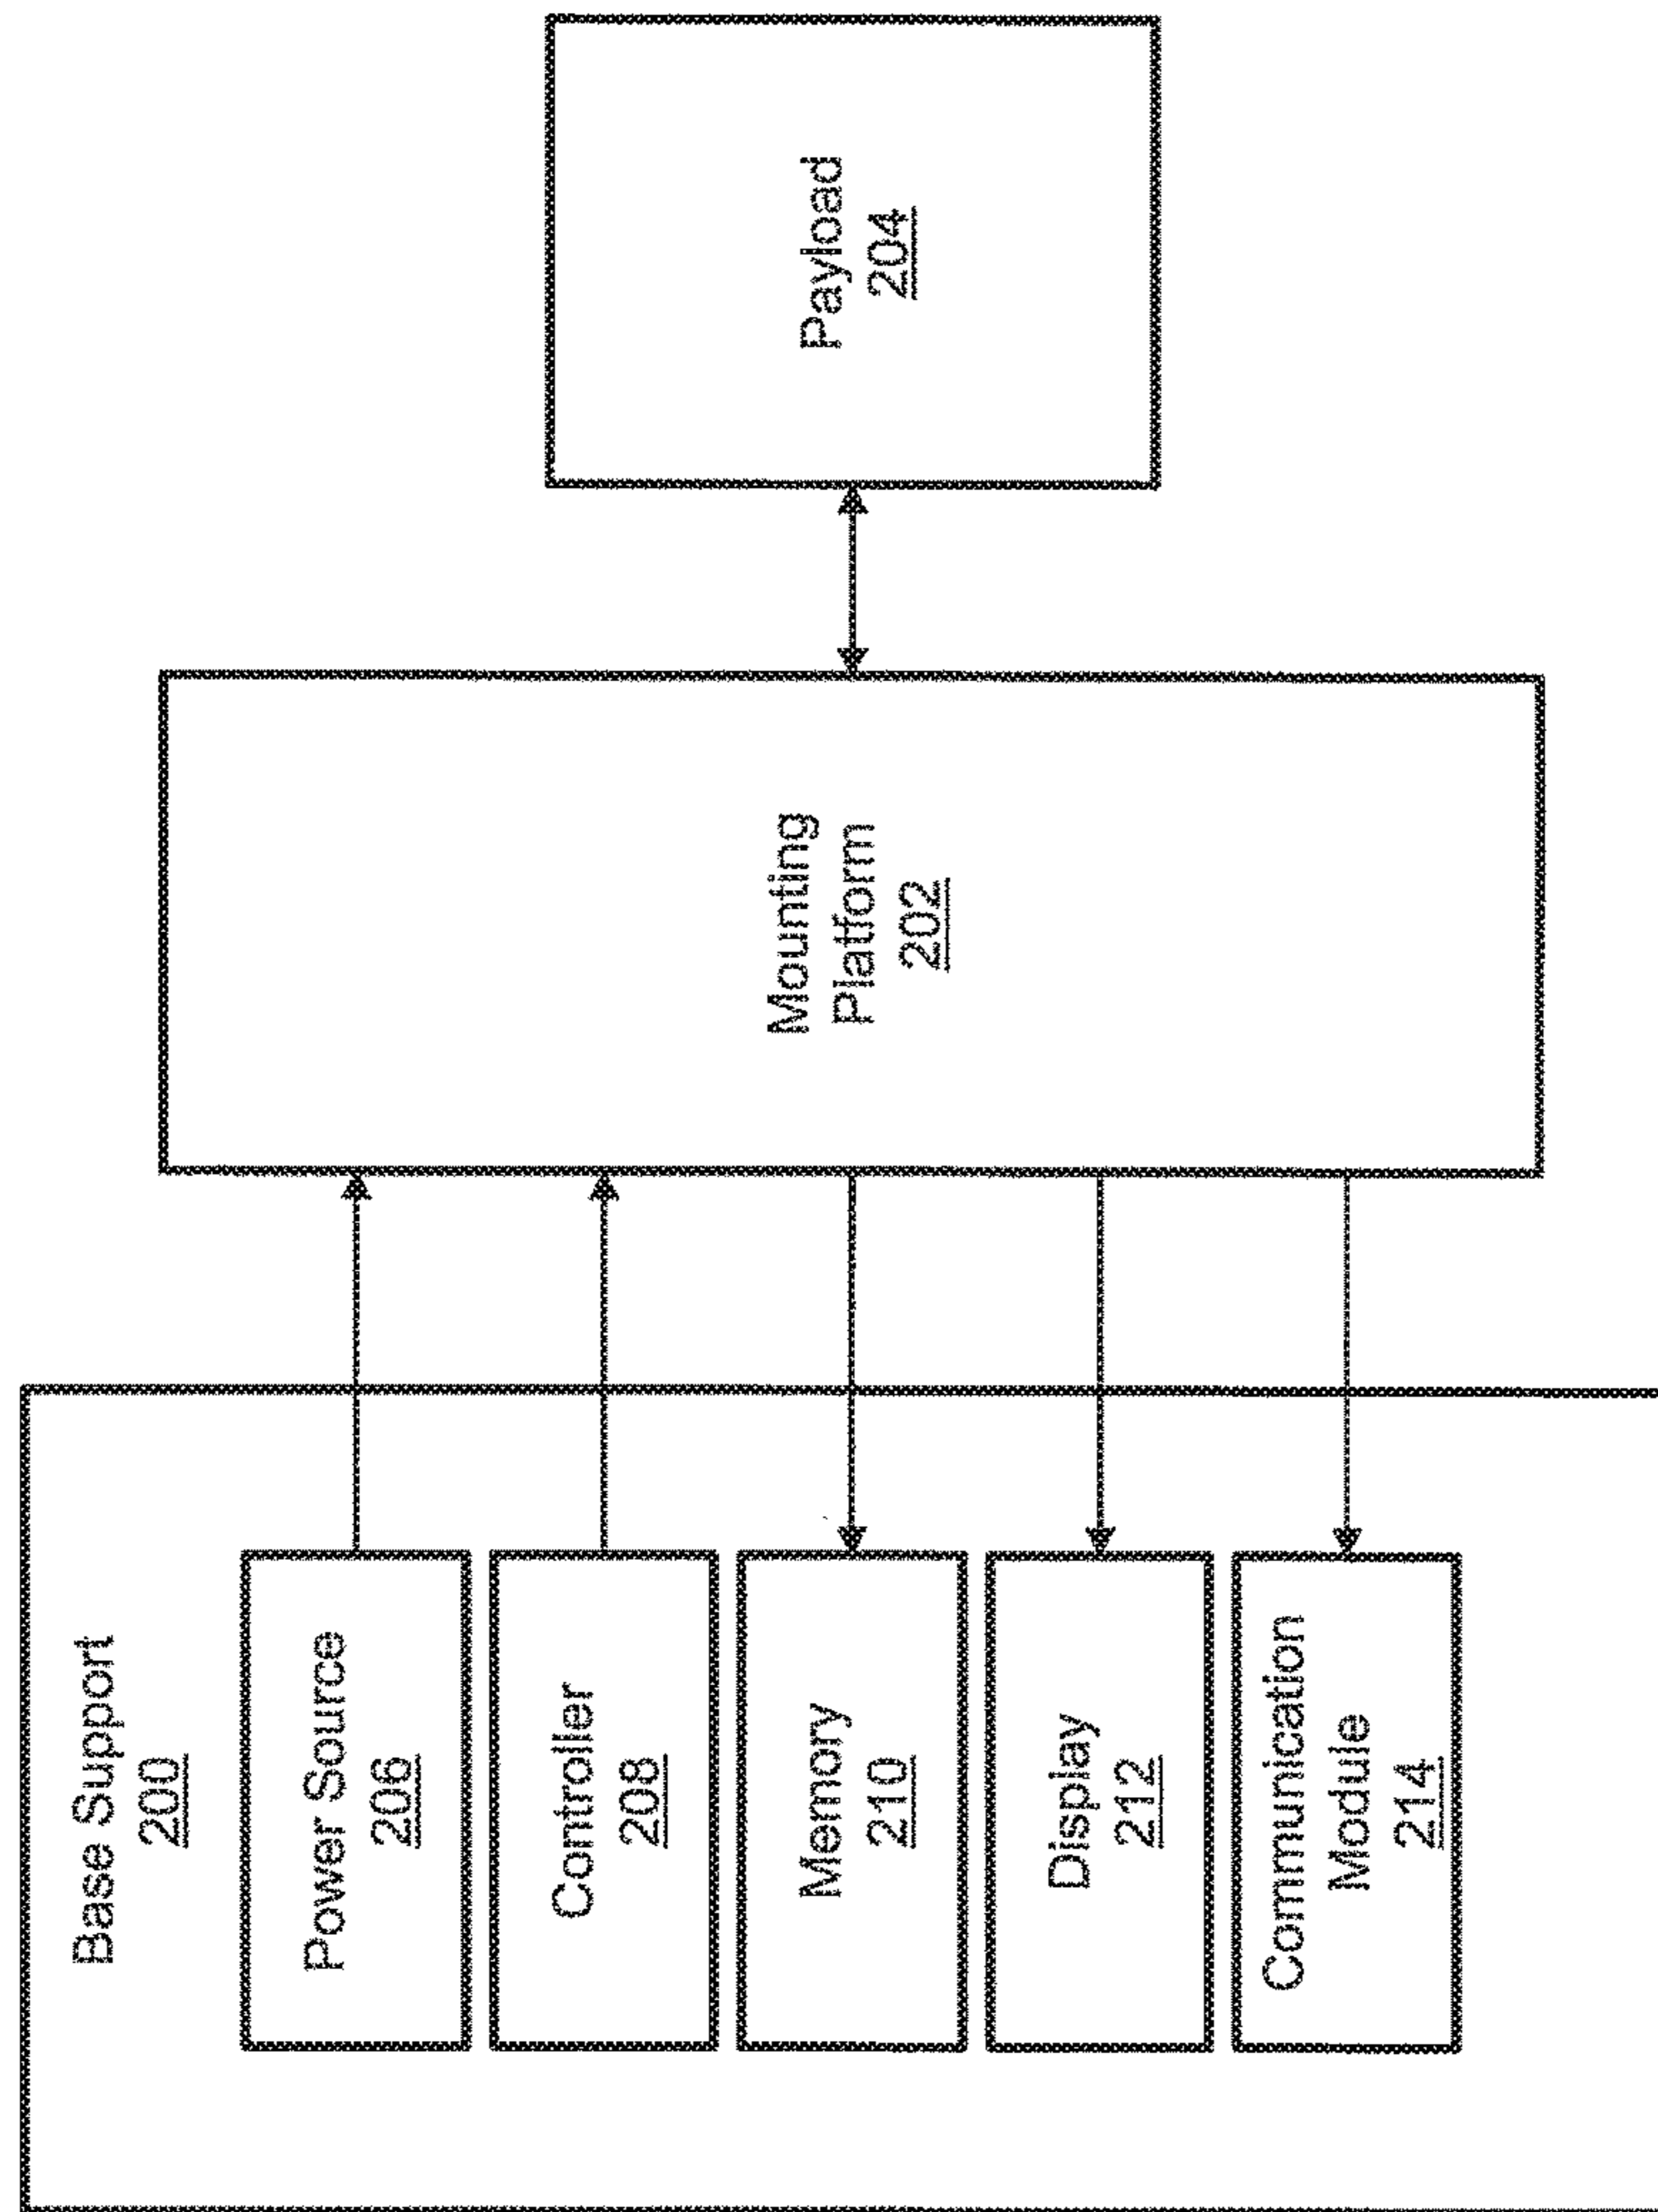 Base Support
200
Power Source
206
Controller
208
Memory
210
Display
212
Communication
Module
214
Mounting
Platform
202
Payload
204